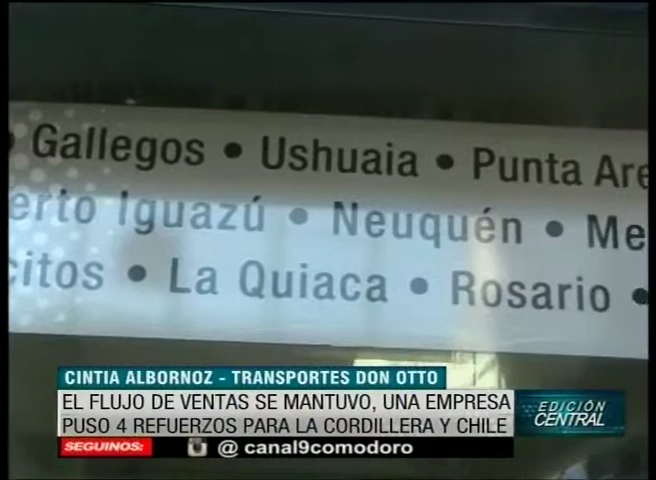 • Gallegos • Ushuaia • Punta Are
erto Iguazú • Neuquén • Me
citos • La Quiaca • Rosario •
CINTIA ALBORNOZ - TRANSPORTES DON OTTO
EL FLUJO DE VENTAS SE MANTUVO, UNA EMPRESA
PUSO 4 REFUERZOS PARA LA CORDILLERA Y CHILE
EDICIÓN
CENTRAL
SEGUINOS: @canal9comodoro